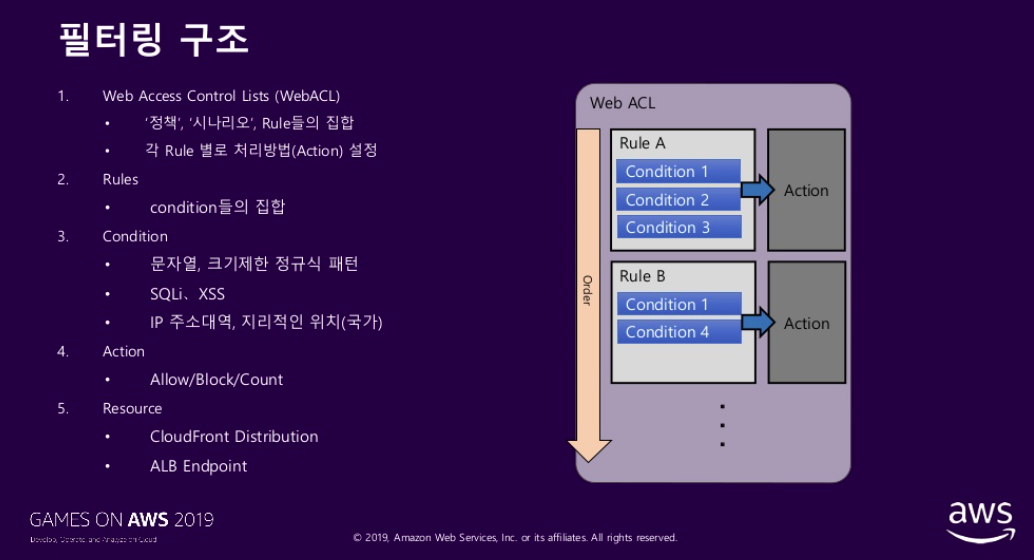 필터링 구조
1. Web Access Control Lists (WebACL)
• ‘정책’, ‘시나리오’, Rule들의 집합
• 각 Rule 별로 처리방법(Action) 설정
2. Rules
• condition들의 집합
3. Condition
• 문자열, 크기제한 정규식 패턴
• SQLi、XSS
• IP 주소대역, 지리적인 위치(국가)
4. Action
• Allow/Block/Count
5. Resource
• CloudFront Distribution
• ALB Endpoint
Web ACL
Order
Rule A
Condition 1
Condition 2
Condition 3
Action
Rule B
Condition 1
Condition 4
Action
GAMES ON AWS 2019
Develop, Operate, and Analyze on Cloud
© 2019, Amazon Web Services, Inc. or its affiliates. All rights reserved.
aws